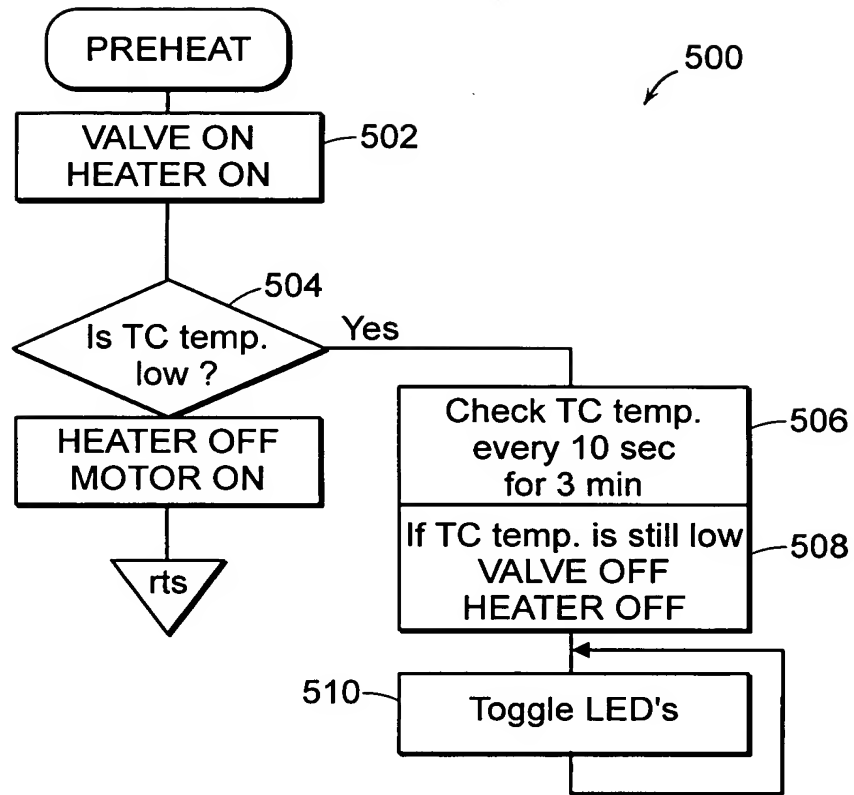 PREHEAT
500
VALVE ON
HEATER ON
502
504
Is TC temp.
low ?
Yes
HEATER OFF
MOTOR ON
rts
Check TC temp.
every 10 sec
for 3 min
506
If TC temp. is still low
VALVE OFF
HEATER OFF
508
510
Toggle LED's